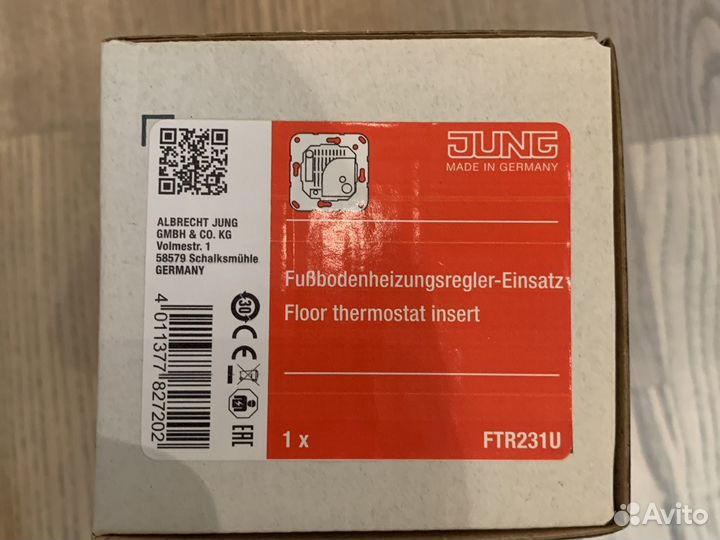 JUNG
MADE IN GERMANY
ALBRECHT JUNG
GMBH & CO. KG
Volmestr. 1
58579 Schalksmühle
GERMANY
Fußbodenheizungsregler-Einsatz
Floor thermostat insert
4 011377 827202
30
CE
EAC
1 x
FTR231U
Avito